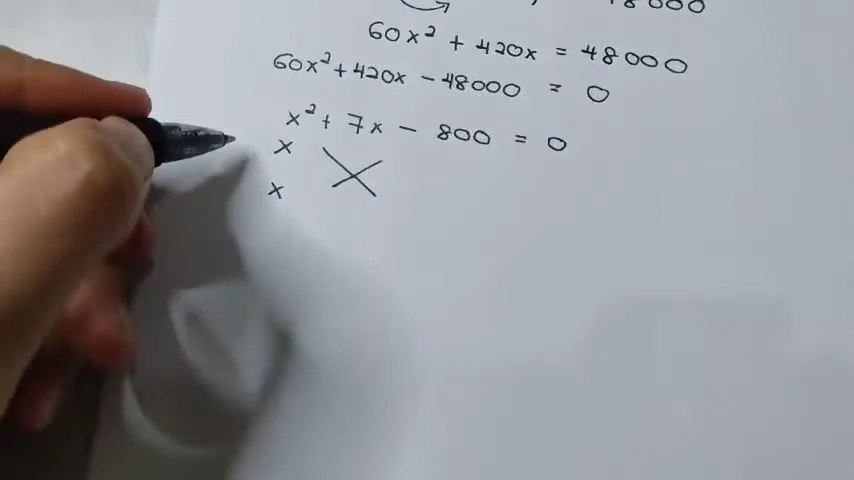 60x² + 420x = 48000
60x² + 420x - 48000 = 0
x² + 7x - 800 = 0
x
x